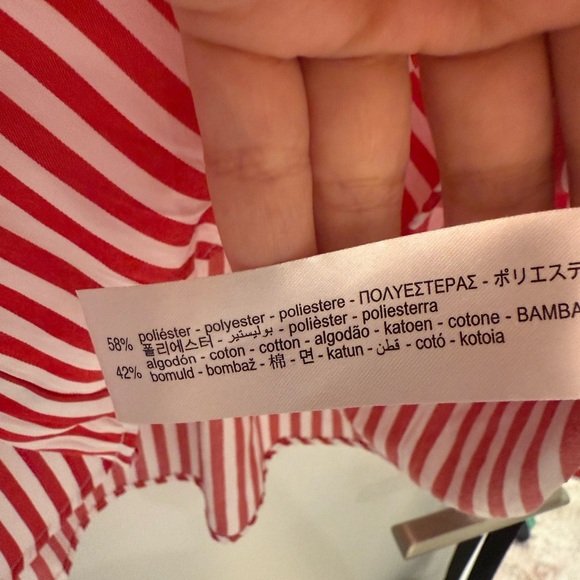 58% poliéster - polyester - poliestere - ΠΟΛΥΕΣΤΕΡΑΣ - ポリエステ
폴리에스터 - بوليستير - polièster - poliesterra
42% algodón - coton - cotton - algodão - katoen - cotone - BAMBA
bomuld - bombaž - 棉 - 면 - katun - قطن - cotó - kotoia